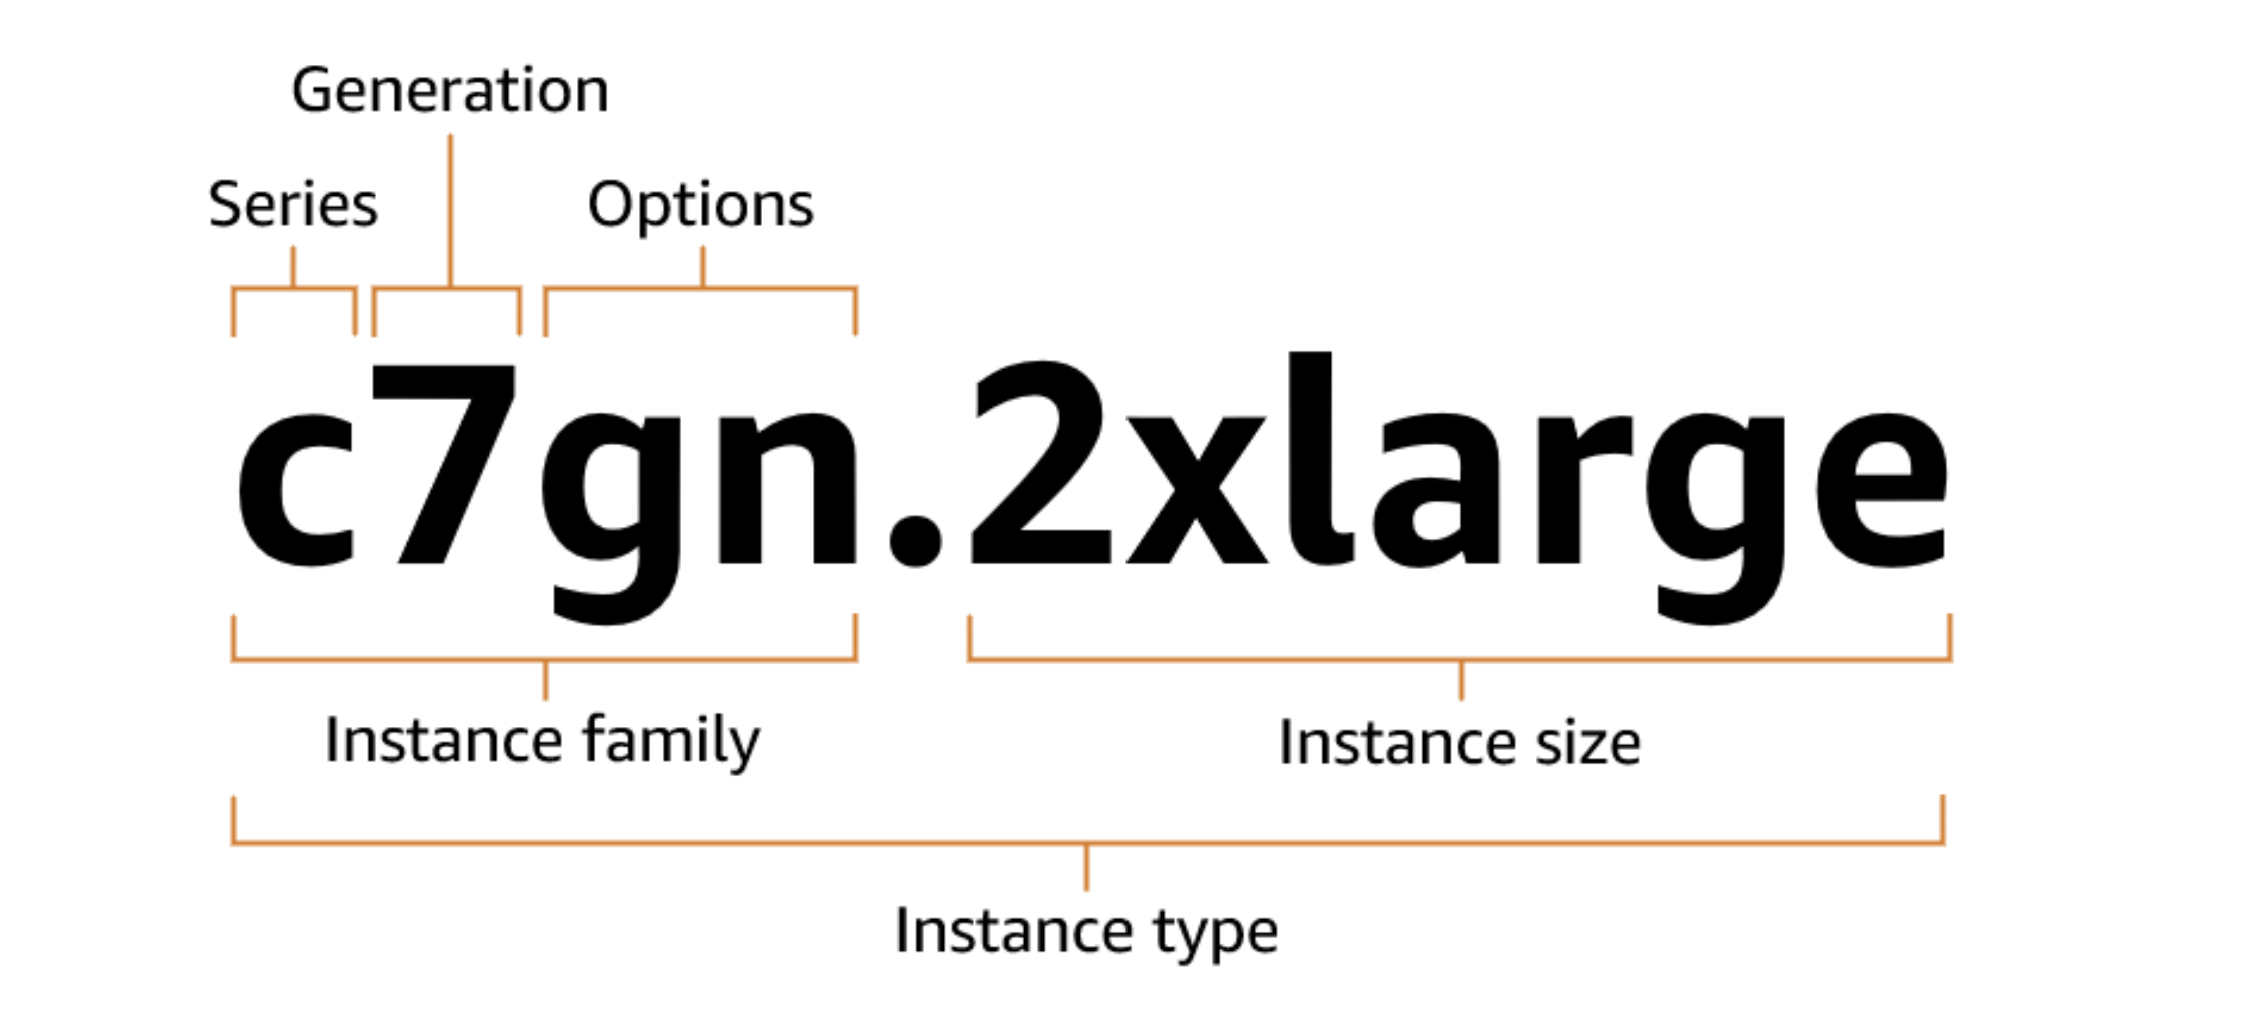 Generation
Series
Options
c7gn.2xlarge
Instance family
Instance size
Instance type